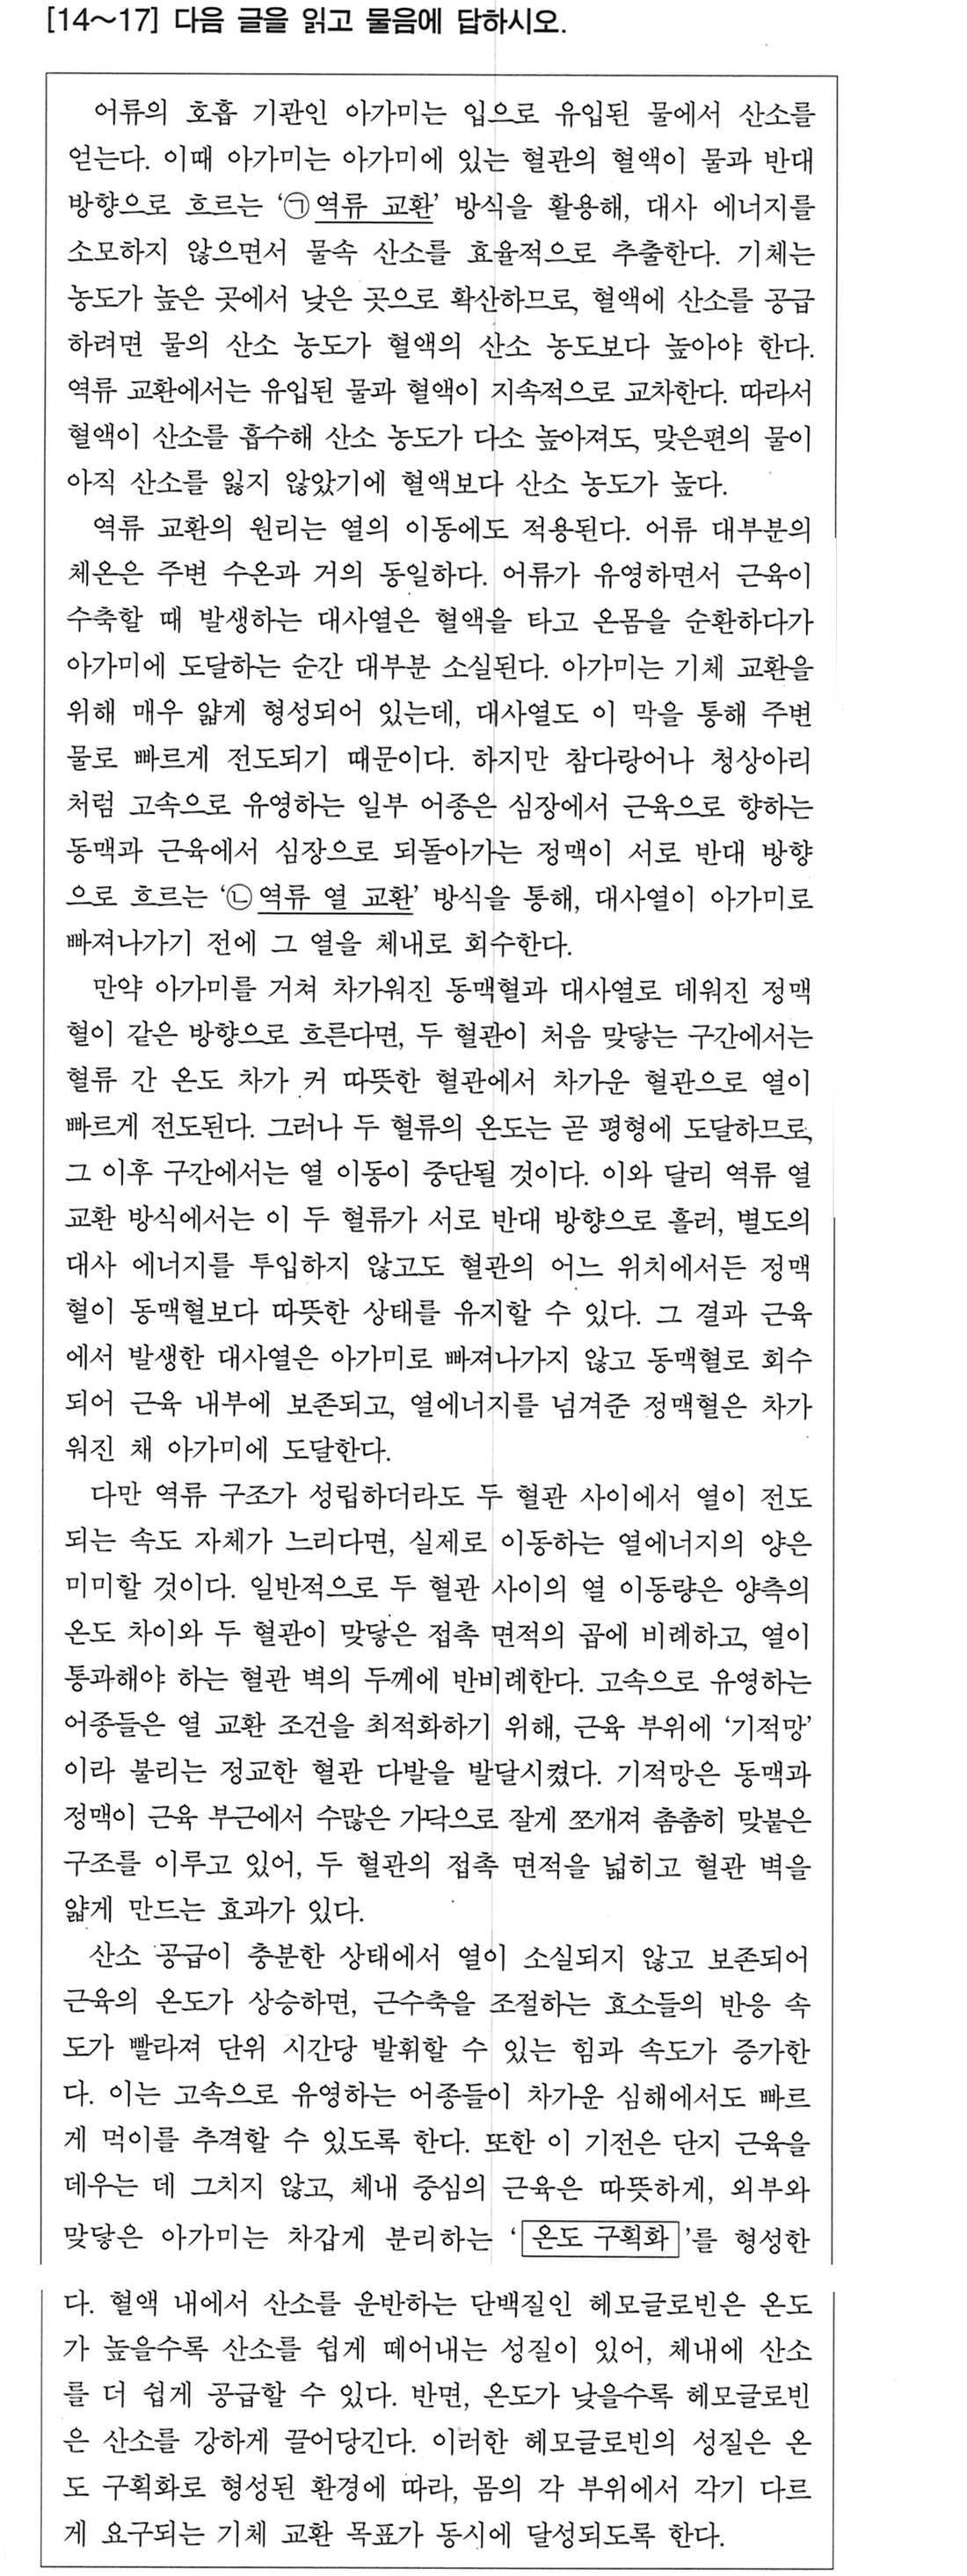 [14～17] 다음 글을 읽고 물음에 답하시오.
어류의 호흡 기관인 아가미는 입으로 유입된 물에서 산소를
얻는다. 이때 아가미는 아가미에 있는 혈관의 혈액이 물과 반대
방향으로 흐르는 ‘㉠역류 교환’ 방식을 활용해, 대사 에너지를
소모하지 않으면서 물속 산소를 효율적으로 추출한다. 기체는
농도가 높은 곳에서 낮은 곳으로 확산하므로, 혈액에 산소를 공급
하려면 물의 산소 농도가 혈액의 산소 농도보다 높아야 한다.
역류 교환에서는 유입된 물과 혈액이 지속적으로 교차한다. 따라서
혈액이 산소를 흡수해 산소 농도가 다소 높아져도, 맞은편의 물이
아직 산소를 잃지 않았기에 혈액보다 산소 농도가 높다.
역류 교환의 원리는 열의 이동에도 적용된다. 어류 대부분의
체온은 주변 수온과 거의 동일하다. 어류가 유영하면서 근육이
수축할 때 발생하는 대사열은 혈액을 타고 온몸을 순환하다가
아가미에 도달하는 순간 대부분 소실된다. 아가미는 기체 교환을
위해 매우 얇게 형성되어 있는데, 대사열도 이 막을 통해 주변
물로 빠르게 전도되기 때문이다. 하지만 참다랑어나 청상아리
처럼 고속으로 유영하는 일부 어종은 심장에서 근육으로 향하는
동맥과 근육에서 심장으로 되돌아가는 정맥이 서로 반대 방향
으로 흐르는 ‘㉡역류 열 교환’ 방식을 통해, 대사열이 아가미로
빠져나가기 전에 그 열을 체내로 회수한다.
만약 아가미를 거쳐 차가워진 동맥혈과 대사열로 데워진 정맥
혈이 같은 방향으로 흐른다면, 두 혈관이 처음 맞닿는 구간에서는
혈류 간 온도 차가 커 따뜻한 혈관에서 차가운 혈관으로 열이
빠르게 전도된다. 그러나 두 혈류의 온도는 곧 평형에 도달하므로,
그 이후 구간에서는 열 이동이 중단될 것이다. 이와 달리 역류 열
교환 방식에서는 이 두 혈류가 서로 반대 방향으로 흘러, 별도의
대사 에너지를 투입하지 않고도 혈관의 어느 위치에서든 정맥
혈이 동맥혈보다 따뜻한 상태를 유지할 수 있다. 그 결과 근육
에서 발생한 대사열은 아가미로 빠져나가지 않고 동맥혈로 회수
되어 근육 내부에 보존되고, 열에너지를 넘겨준 정맥혈은 차가
워진 채 아가미에 도달한다.
다만 역류 구조가 성립하더라도 두 혈관 사이에서 열이 전도
되는 속도 자체가 느리다면, 실제로 이동하는 열에너지의 양은
미미할 것이다. 일반적으로 두 혈관 사이의 열 이동량은 양측의
온도 차이와 두 혈관이 맞닿은 접촉 면적의 곱에 비례하고, 열이
통과해야 하는 혈관 벽의 두께에 반비례한다. 고속으로 유영하는
어종들은 열 교환 조건을 최적화하기 위해, 근육 부위에 ‘기적망’
이라 불리는 정교한 혈관 다발을 발달시켰다. 기적망은 동맥과
정맥이 근육 부근에서 수많은 가닥으로 잘게 쪼개져 촘촘히 맞붙은
구조를 이루고 있어, 두 혈관의 접촉 면적을 넓히고 혈관 벽을
얇게 만드는 효과가 있다.
산소 공급이 충분한 상태에서 열이 소실되지 않고 보존되어
근육의 온도가 상승하면, 근수축을 조절하는 효소들의 반응 속
도가 빨라져 단위 시간당 발휘할 수 있는 힘과 속도가 증가한
다. 이는 고속으로 유영하는 어종들이 차가운 심해에서도 빠르
게 먹이를 추격할 수 있도록 한다. 또한 이 기전은 단지 근육을
데우는 데 그치지 않고, 체내 중심의 근육은 따뜻하게, 외부와
맞닿은 아가미는 차갑게 분리하는 ‘온도 구획화’를 형성한
다. 혈액 내에서 산소를 운반하는 단백질인 헤모글로빈은 온도
가 높을수록 산소를 쉽게 떼어내는 성질이 있어, 체내에 산소
를 더 쉽게 공급할 수 있다. 반면, 온도가 낮을수록 헤모글로빈
은 산소를 강하게 끌어당긴다. 이러한 헤모글로빈의 성질은 온
도 구획화로 형성된 환경에 따라, 몸의 각 부위에서 각기 다르
게 요구되는 기체 교환 목표가 동시에 달성되도록 한다.